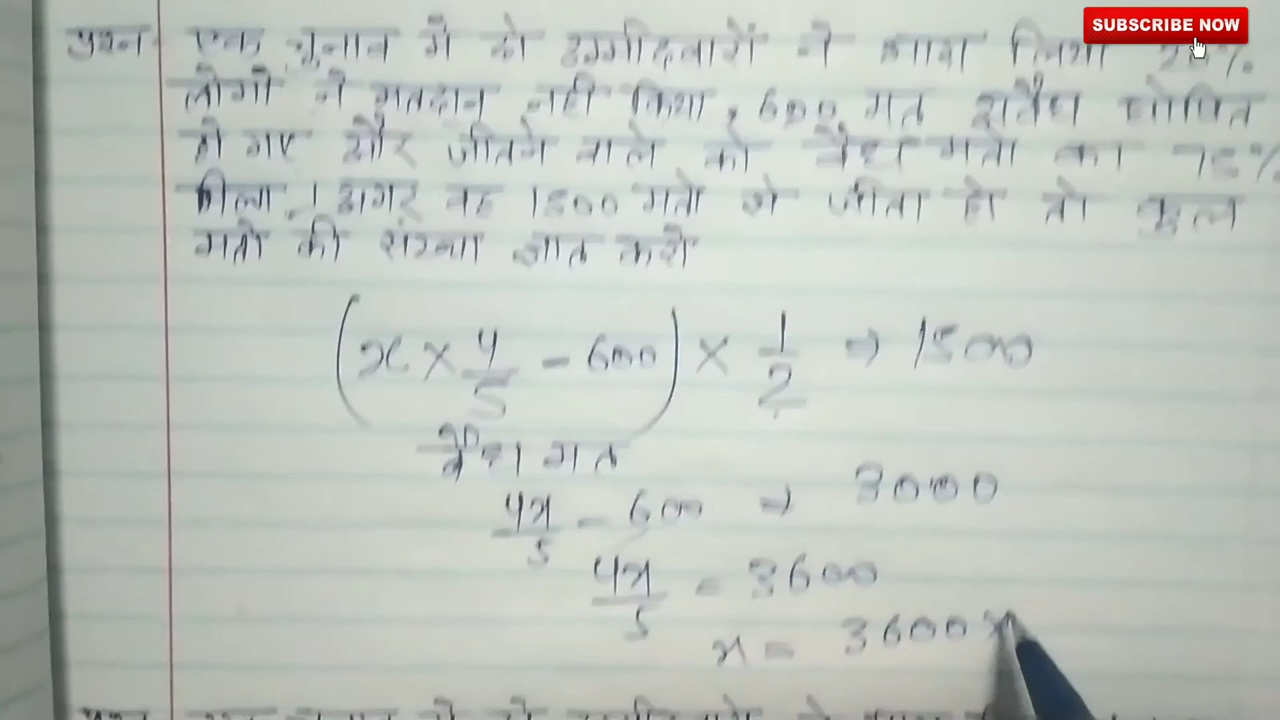 SUBSCRIBE NOW
प्रश्न एक चुनाव में दो उम्मीदवारों ने भाग लिया 20%
लोगों ने मतदान नहीं किया, 600 मत अवैध घोषित
हो गए और जीतने वाले को वैध मतो का 75%
मीला । अगर वह 1500 मतो से जीता हो तो कुल
मतो की संख्या ज्ञात करो
(x × 4/5 - 600) × 1/2 ⇒ 1500
वैध मत
4x/5 - 600 ⇒ 3000
4x/5 = 3600
x = 3600 ×